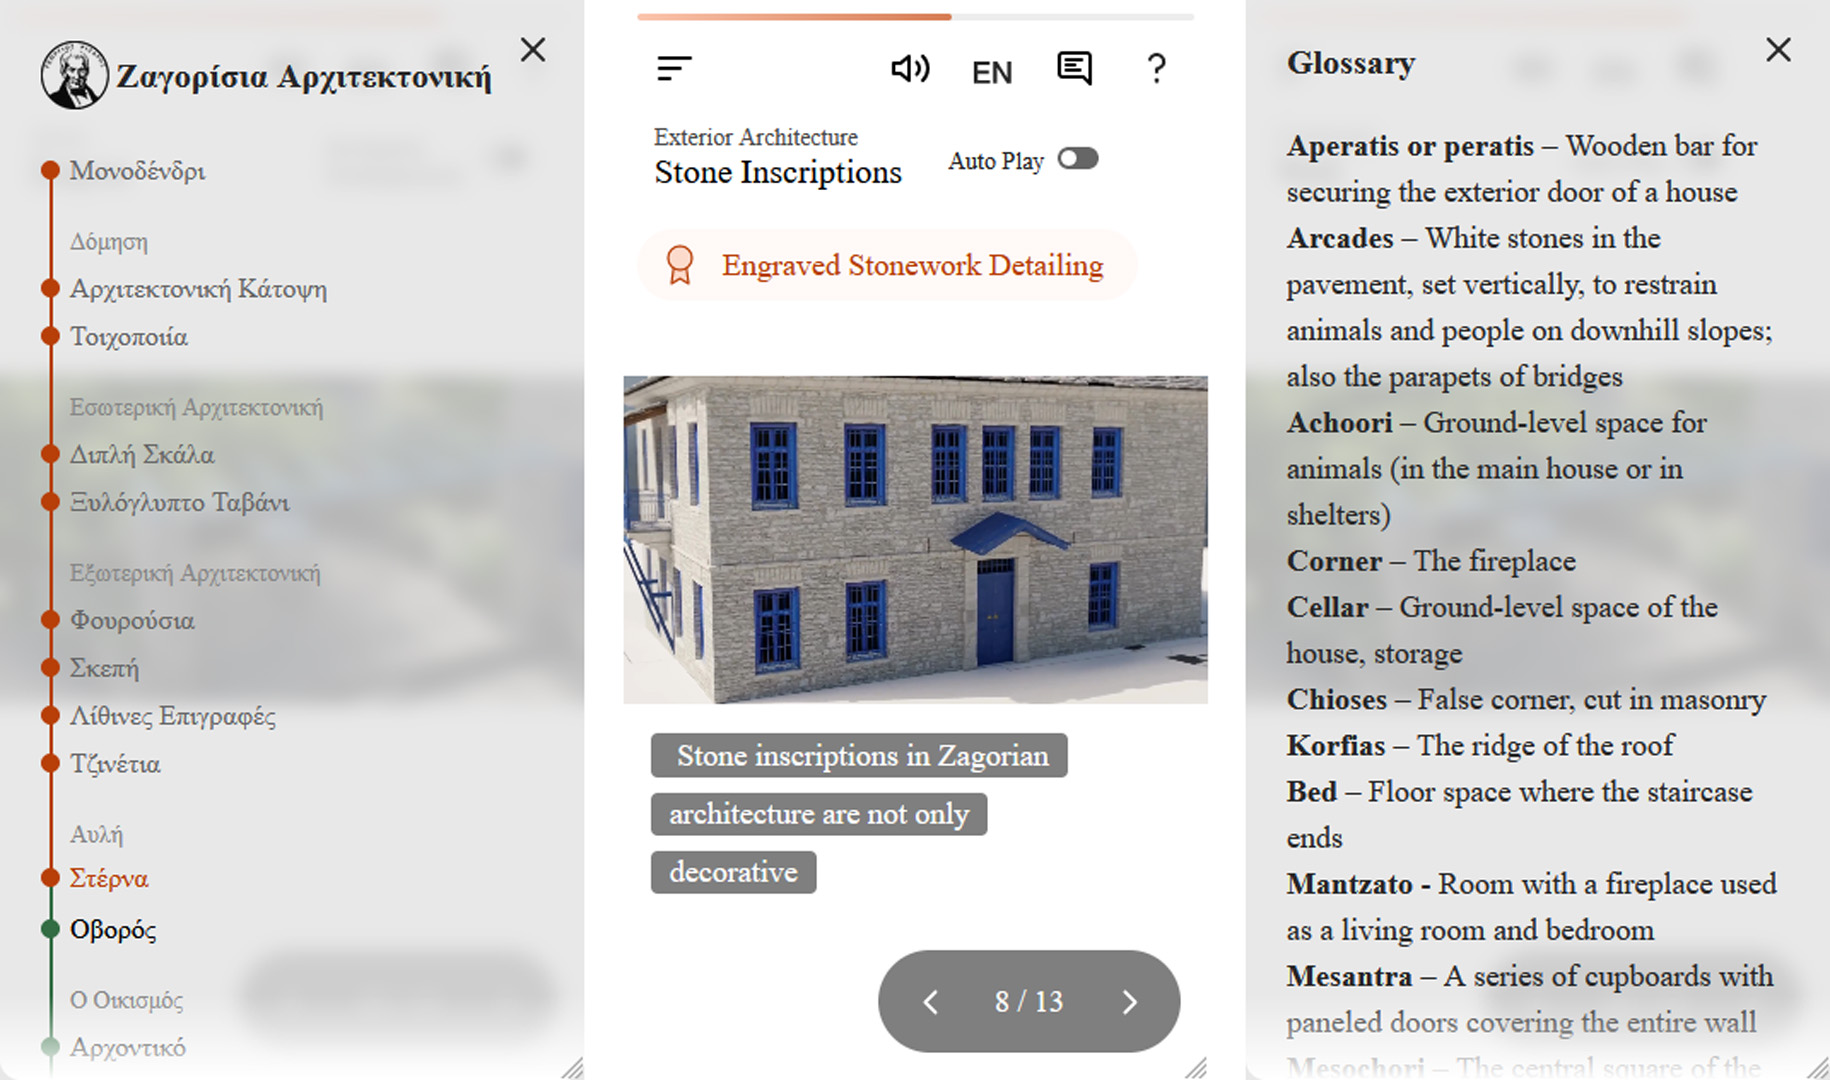 Ζαγορίσια Αρχιτεκτονική
Μονοδένδρι
Δόμηση
Αρχιτεκτονική Κάτοψη
Τοιχοποιία
Εσωτερική Αρχιτεκτονική
Διπλή Σκάλα
Ξυλόγλυπτο Ταβάνι
Εξωτερική Αρχιτεκτονική
Φουρούσια
Σκεπή
Λίθινες Επιγραφές
Τζινέτια
Αυλή
Στέρνα
Οβορός
Ο Οικισμός
Αρχοντικό
EN
?
Exterior Architecture
Stone Inscriptions
Auto Play
Engraved Stonework Detailing
Stone inscriptions in Zagorian
architecture are not only
decorative
8 / 13
Glossary
Aperatis or peratis – Wooden bar for
securing the exterior door of a house
Arcades – White stones in the
pavement, set vertically, to restrain
animals and people on downhill slopes;
also the parapets of bridges
Achoori – Ground-level space for
animals (in the main house or in
shelters)
Corner – The fireplace
Cellar – Ground-level space of the
house, storage
Chioses – False corner, cut in masonry
Korfias – The ridge of the roof
Bed – Floor space where the staircase
ends
Mantzato - Room with a fireplace used
as a living room and bedroom
Mesantra – A series of cupboards with
paneled doors covering the entire wall
Mesochori – The central square of the